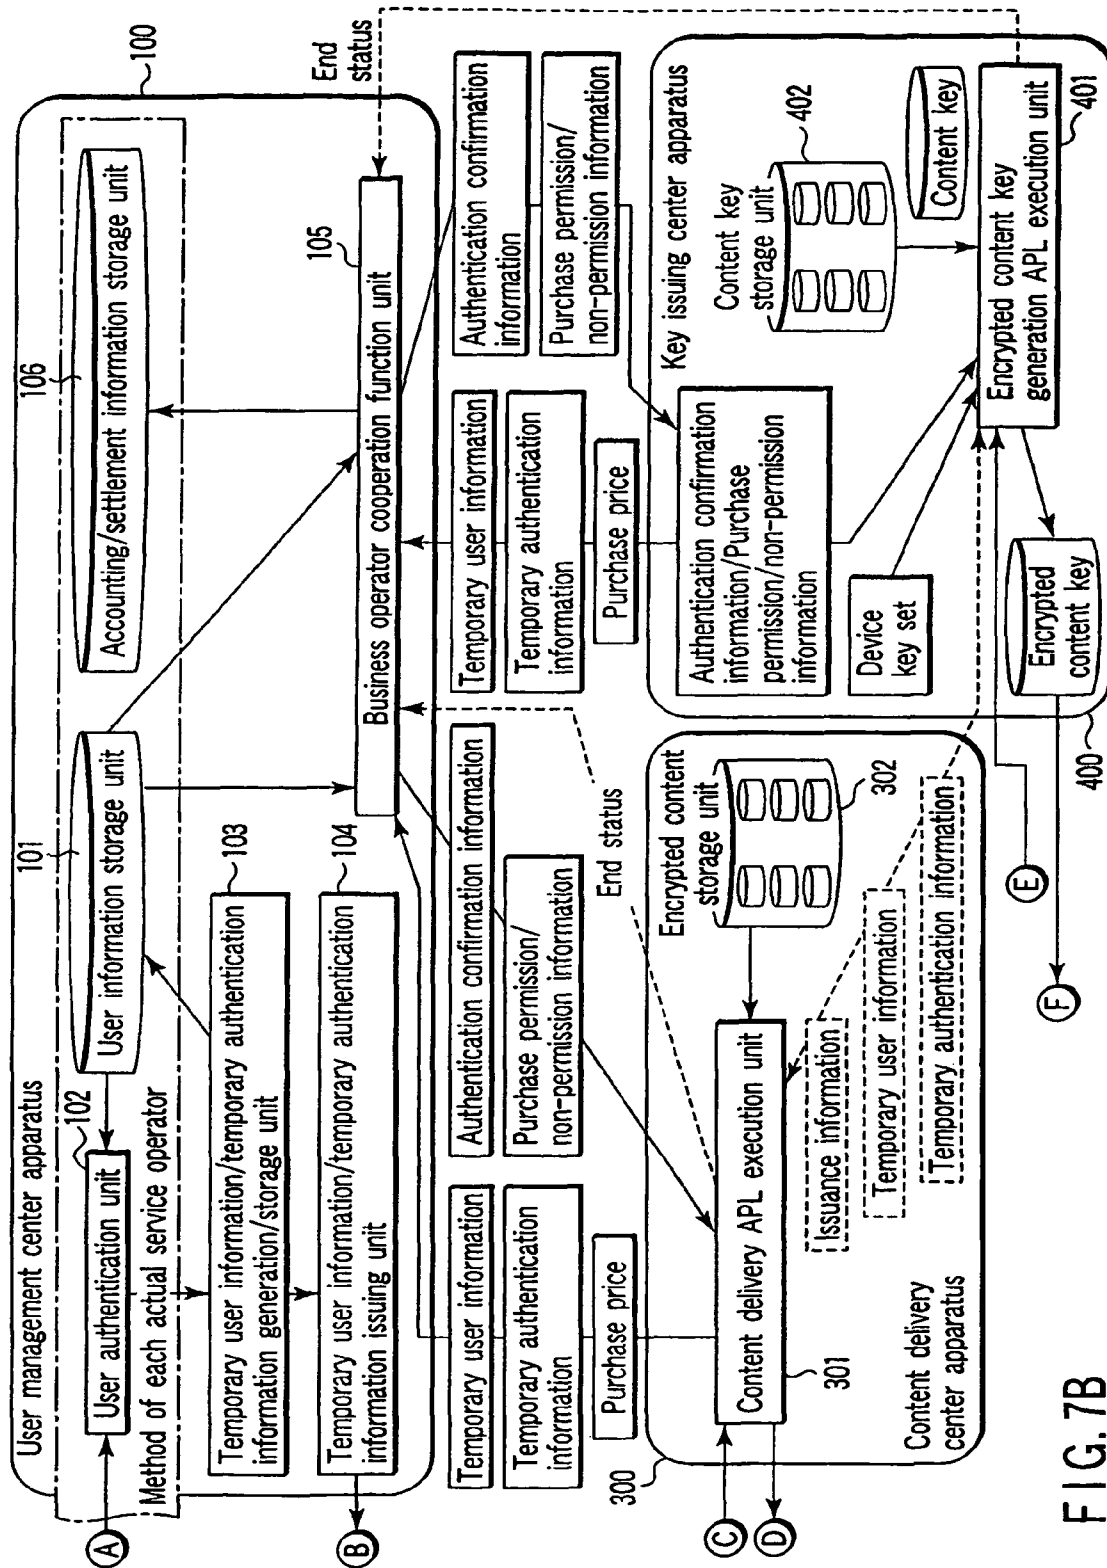 User management center apparatus
100
101
106
102
User authentication unit
User information storage unit
Accounting/settlement information storage unit
Method of each actual service operator
103
Temporary user information/temporary authentication
information generation/storage unit
104
Temporary user information/temporary authentication
information issuing unit
105
Business operator cooperation function unit
End
status
A
B
Temporary user information
Temporary authentication
information
Purchase price
Authentication confirmation information
Purchase permission/
non-permission information
End status
Temporary user information
Temporary authentication
information
Purchase price
Authentication confirmation
information
Purchase permission/
non-permission information
300
Content delivery APL execution unit
301
Encrypted content
storage unit
302
Issuance information
Temporary user information
Temporary authentication information
Content delivery
center apparatus
C
D
Key issuing center apparatus
Authentication confirmation
information/Purchase
permission/non-permission
information
Device
key set
Content key
storage unit
402
Content key
Encrypted content key
generation APL execution unit
401
Encrypted
content key
400
E
F
FIG. 7B